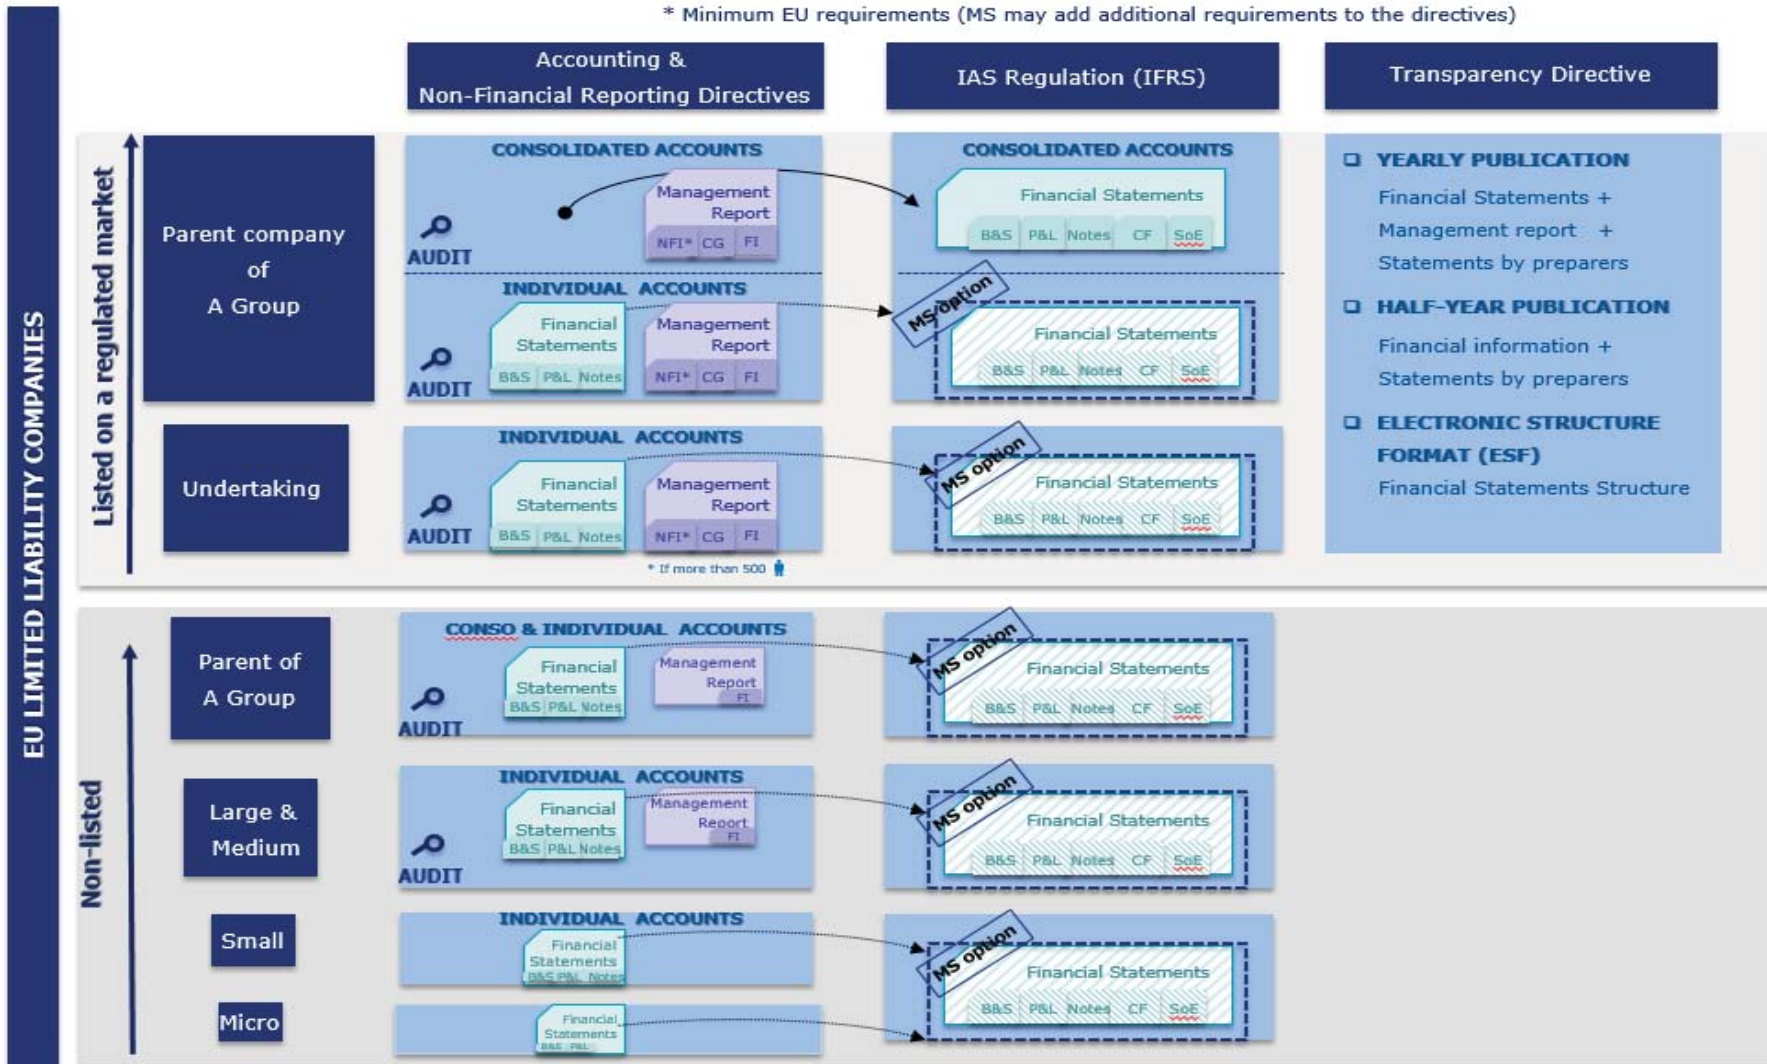 * Minimum EU requirements (MS may add additional requirements to the directives)
Accounting &
Non-Financial Reporting Directives
IAS Regulation (IFRS)
Transparency Directive
EU LIMITED LIABILITY COMPANIES
Listed on a regulated market
Parent company
of
A Group
CONSOLIDATED ACCOUNTS
AUDIT
Management
Report
NFI* CG FI
CONSOLIDATED ACCOUNTS
Financial Statements
B&S P&L Notes CF SoE
INDIVIDUAL ACCOUNTS
AUDIT
Financial
Statements
B&S P&L Notes
Management
Report
NFI* CG FI
MS option
Financial Statements
B&S P&L Notes CF SoE
Undertaking
INDIVIDUAL ACCOUNTS
AUDIT
Financial
Statements
B&S P&L Notes
Management
Report
NFI* CG FI
* If more than 500
MS option
Financial Statements
B&S P&L Notes CF SoE
YEARLY PUBLICATION
Financial Statements +
Management report +
Statements by preparers
HALF-YEAR PUBLICATION
Financial information +
Statements by preparers
ELECTRONIC STRUCTURE
FORMAT (ESF)
Financial Statements Structure
Non-listed
Parent of
A Group
CONSO & INDIVIDUAL ACCOUNTS
AUDIT
Financial
Statements
B&S P&L Notes
Management
Report
FI
MS option
Financial Statements
B&S P&L Notes CF SoE
Large &
Medium
INDIVIDUAL ACCOUNTS
AUDIT
Financial
Statements
B&S P&L Notes
Management
Report
FI
MS option
Financial Statements
B&S P&L Notes CF SoE
Small
INDIVIDUAL ACCOUNTS
Financial
Statements
B&S P&L Notes
MS option
Financial Statements
B&S P&L Notes CF SoE
Micro
Financial
Statements
B&S P&L